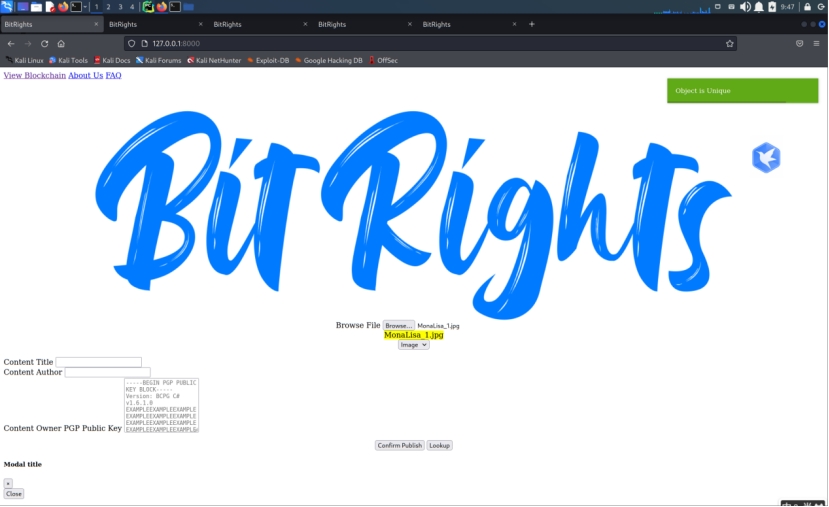 1 2 3 4 9:47
BitRights BitRights BitRights BitRights BitRights
127.0.0.1:8000
Kali Linux Kali Tools Kali Docs Kali Forums Kali NetHunter Exploit-DB Google Hacking DB OffSec
View Blockchain About Us FAQ
Object is Unique
BitRights
Browse File Browse... MonaLisa_1.jpg
MonaLisa_1.jpg
Image
Content Title
Content Author
-----BEGIN PGP PUBLIC
KEY BLOCK-----
Version: BCPG C#
v1.6.1.0
EXAMPLEEXAMPLEEXAMPLE
EXAMPLEEXAMPLEEXAMPLE
EXAMPLEEXAMPLEEXAMPLE
Content Owner PGP Public Key
Confirm Publish Lookup
Modal title
×
Close